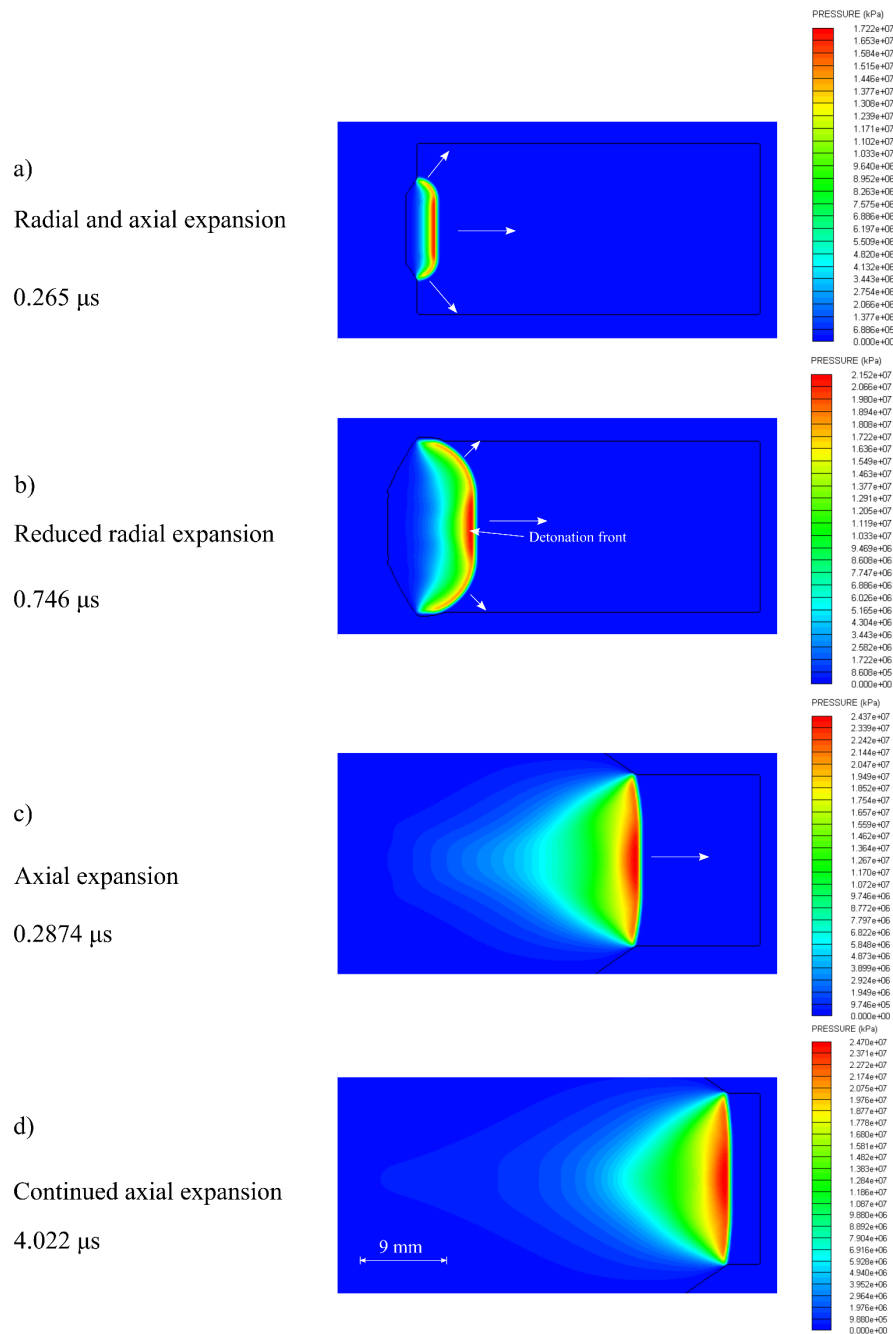 PRESSURE (kPa)
1.722e+07
1.653e+07
1.584e+07
1.515e+07
1.446e+07
1.377e+07
1.308e+07
1.239e+07
1.171e+07
1.102e+07
1.033e+07
9.640e+06
8.952e+06
8.263e+06
7.575e+06
6.886e+06
6.197e+06
5.509e+06
4.820e+06
4.132e+06
3.443e+06
2.754e+06
2.066e+06
1.377e+06
6.886e+05
0.000e+00
a)
Radial and axial expansion
0.265 μs
PRESSURE (kPa)
2.152e+07
2.066e+07
1.980e+07
1.894e+07
1.808e+07
1.722e+07
1.636e+07
1.549e+07
1.463e+07
1.377e+07
1.291e+07
1.205e+07
1.119e+07
1.033e+07
9.469e+06
8.608e+06
7.747e+06
6.886e+06
6.026e+06
5.165e+06
4.304e+06
3.443e+06
2.582e+06
1.722e+06
8.608e+05
0.000e+00
b)
Reduced radial expansion
0.746 μs
Detonation front
PRESSURE (kPa)
2.437e+07
2.339e+07
2.242e+07
2.144e+07
2.047e+07
1.949e+07
1.852e+07
1.754e+07
1.657e+07
1.559e+07
1.462e+07
1.364e+07
1.267e+07
1.170e+07
1.072e+07
9.746e+06
8.772e+06
7.797e+06
6.822e+06
5.848e+06
4.873e+06
3.899e+06
2.924e+06
1.949e+06
9.746e+05
0.000e+00
c)
Axial expansion
0.2874 μs
PRESSURE (kPa)
2.470e+07
2.371e+07
2.272e+07
2.174e+07
2.075e+07
1.976e+07
1.877e+07
1.778e+07
1.680e+07
1.581e+07
1.482e+07
1.383e+07
1.284e+07
1.186e+07
1.087e+07
9.880e+06
8.892e+06
7.904e+06
6.916e+06
5.928e+06
4.940e+06
3.952e+06
2.964e+06
1.976e+06
9.880e+05
0.000e+00
d)
Continued axial expansion
4.022 μs
9 mm